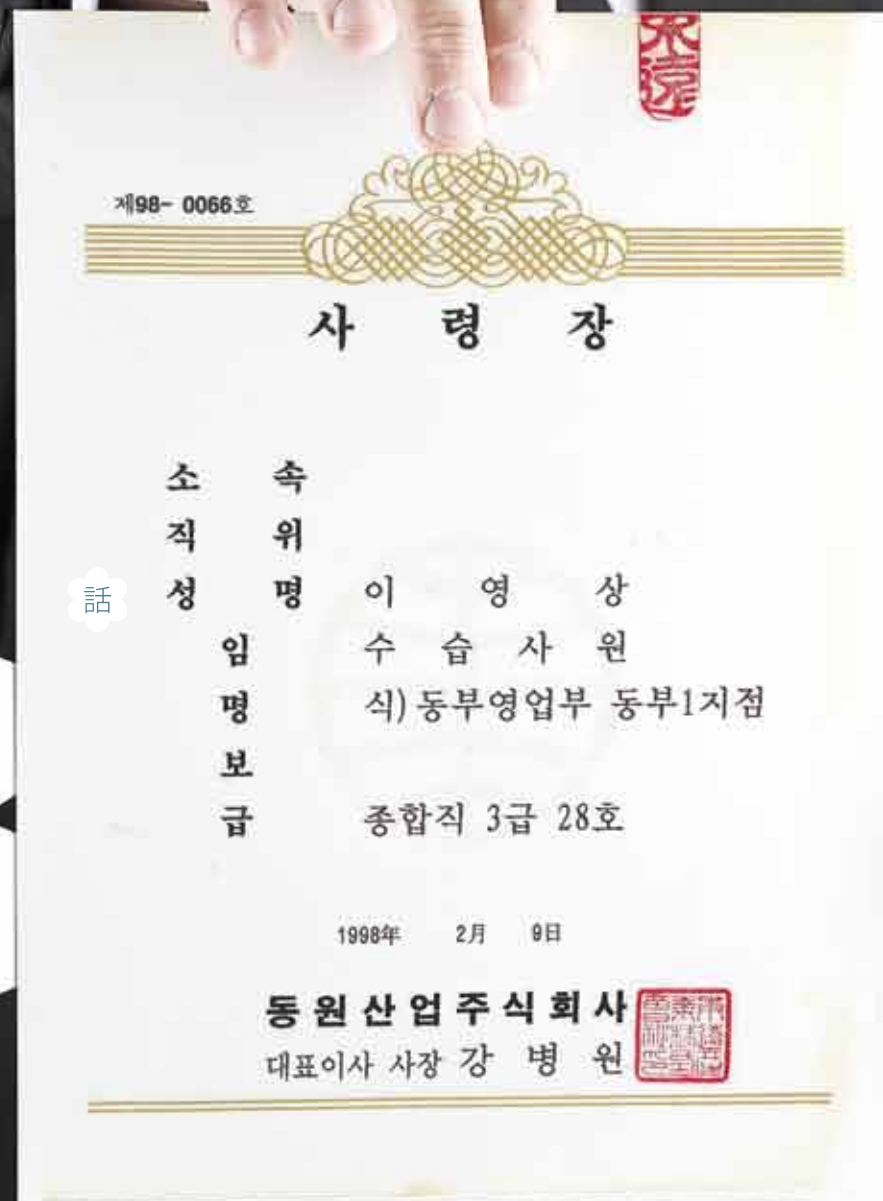 제98- 0066호
사 령 장
소 속
직 위
성 명 이 영 상
임 수 습 사 원
명 식) 동부영업부 동부1지점
보
급 종합직 3급 28호
話
1998年 2月 9日
동원산업주식회사
대표이사 사장 강 병 원